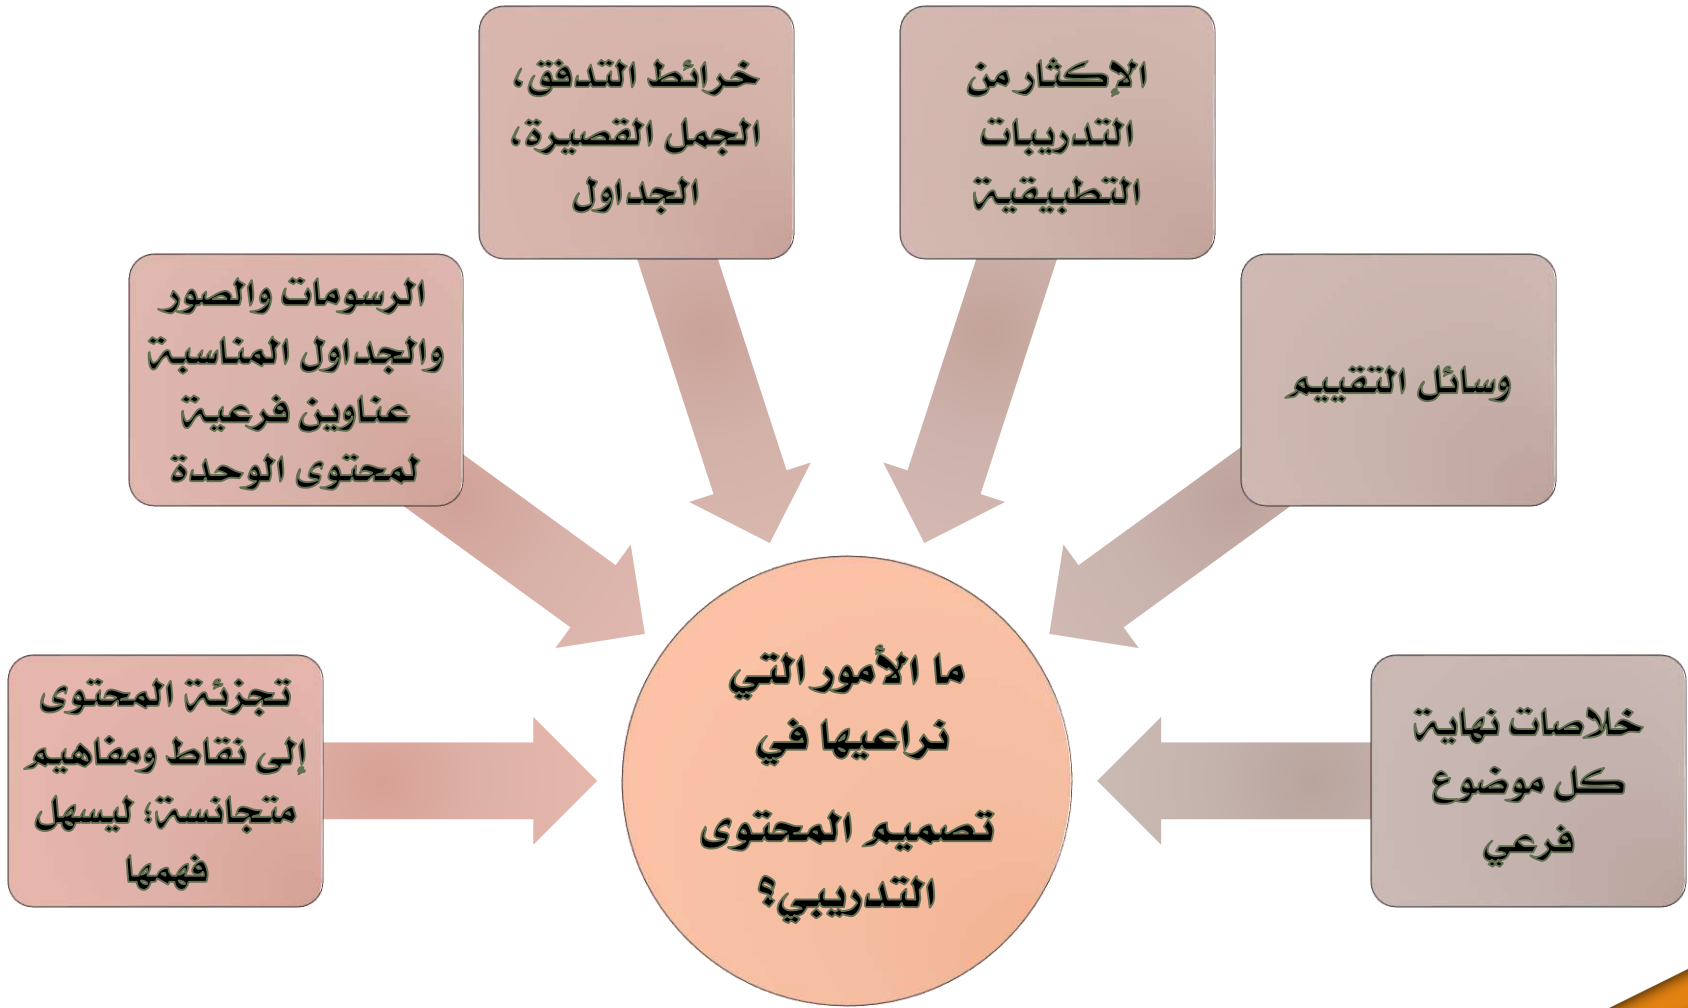 ما الأمور التي
نراعيها في
تصميم المحتوى
التدريبي؟
خلاصات نهاية
كل موضوع
فرعي
وسائل التقييم
الإكثار من
التدريبات
التطبيقية
خرائط التدفق،
الجمل القصيرة،
الجداول
الرسومات والصور
والجداول المناسبة
عناوين فرعية
لمحتوى الوحدة
تجزئة المحتوى
إلى نقاط ومفاهيم
متجانسة؛ ليسهل
فهمها